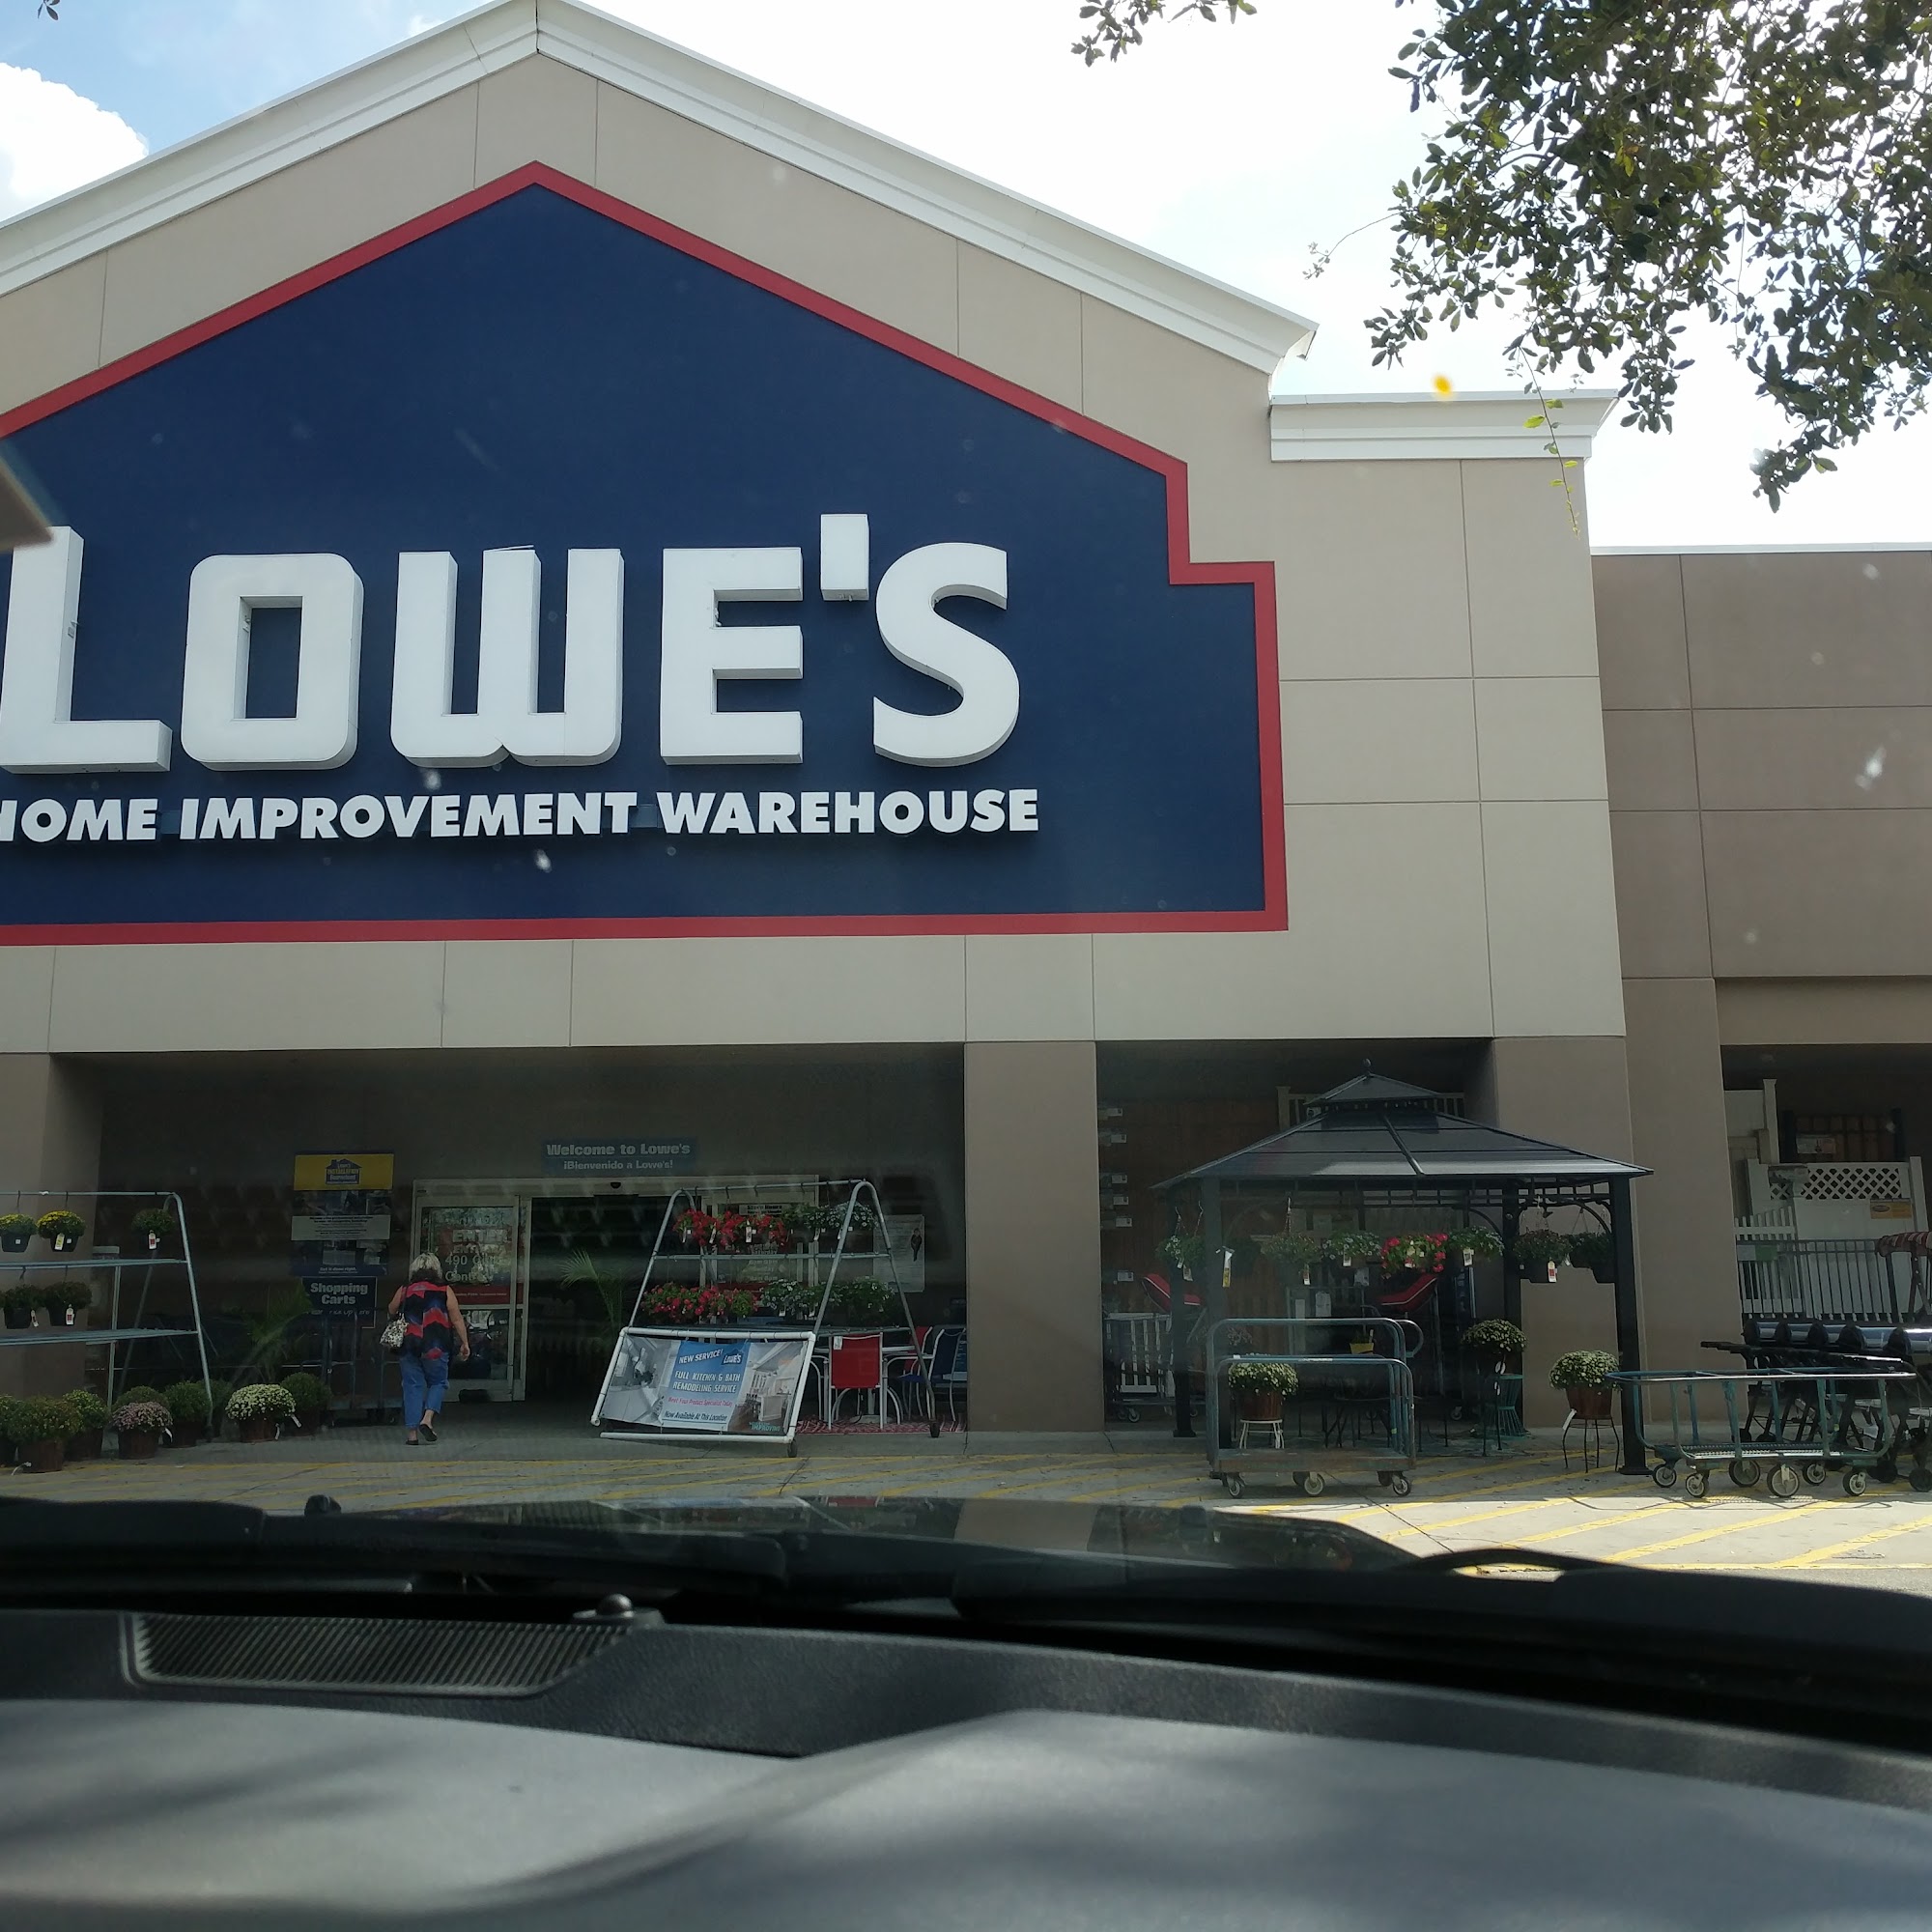 LOWE'S
HOME IMPROVEMENT WAREHOUSE
Welcome to Lowe's
¡Bienvenido a Lowe's!
Shopping
Carts
NEW SERVICE!
LOWE'S
FULL KITCHEN & BATH
REMODELING SERVICE
Now Available At This Location